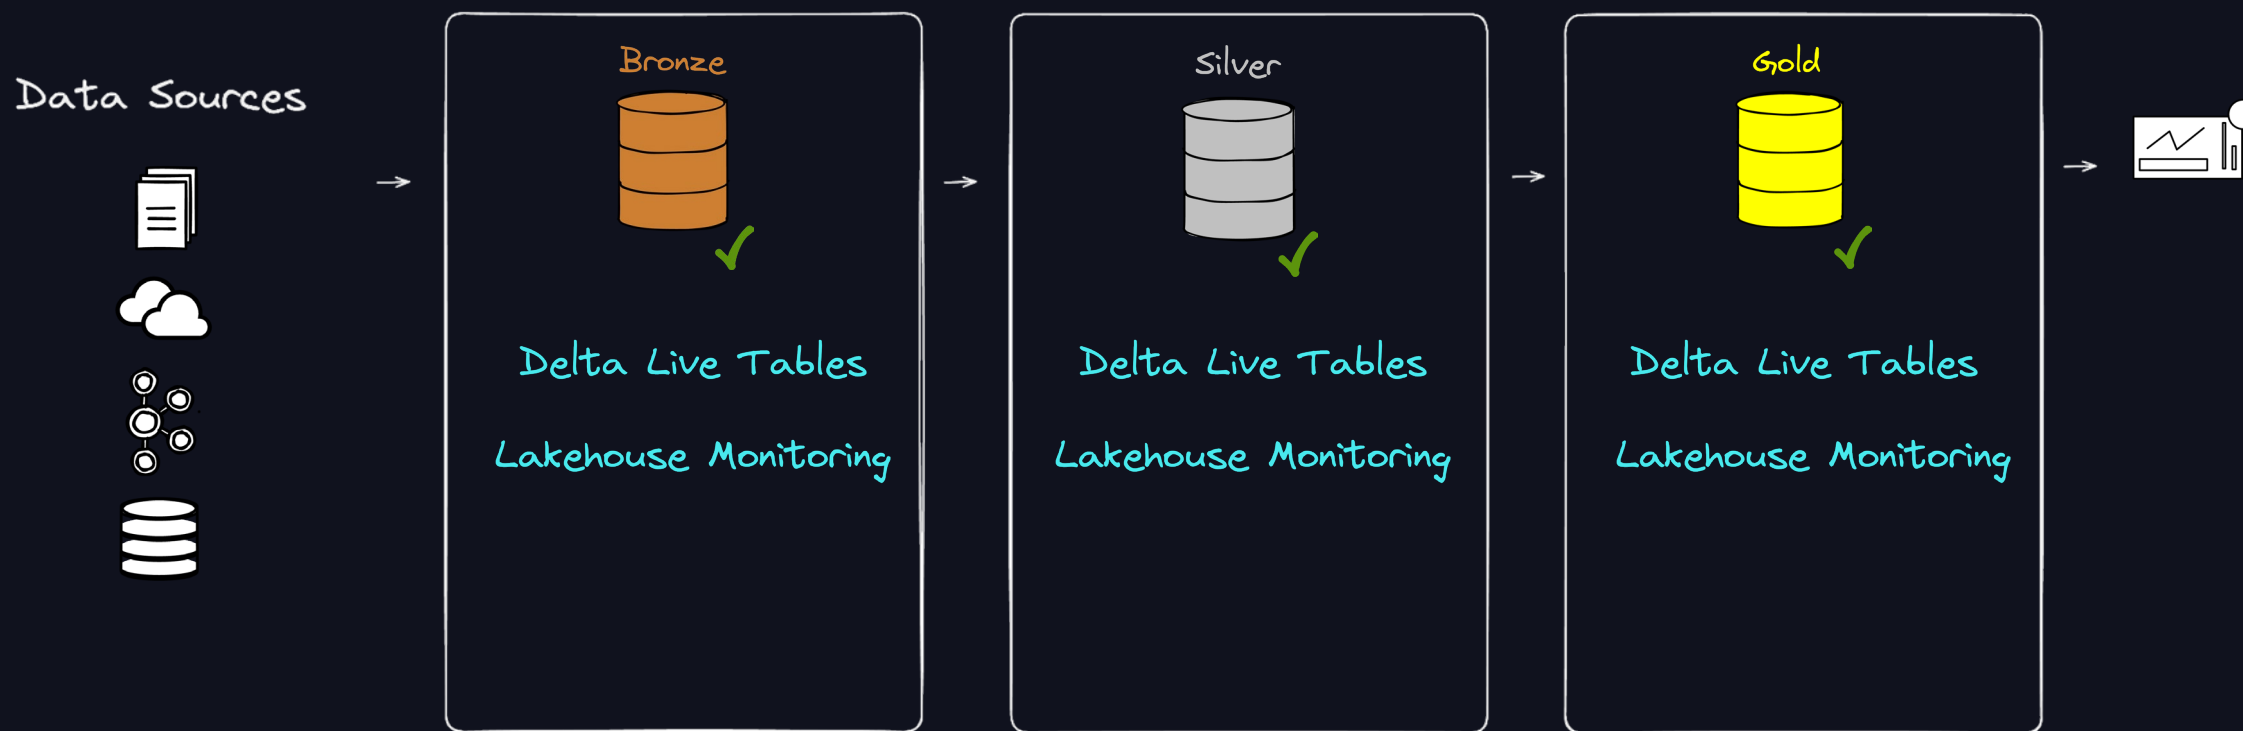 Data Sources
Bronze
Delta Live Tables
Lakehouse Monitoring
Silver
Delta Live Tables
Lakehouse Monitoring
Gold
Delta Live Tables
Lakehouse Monitoring